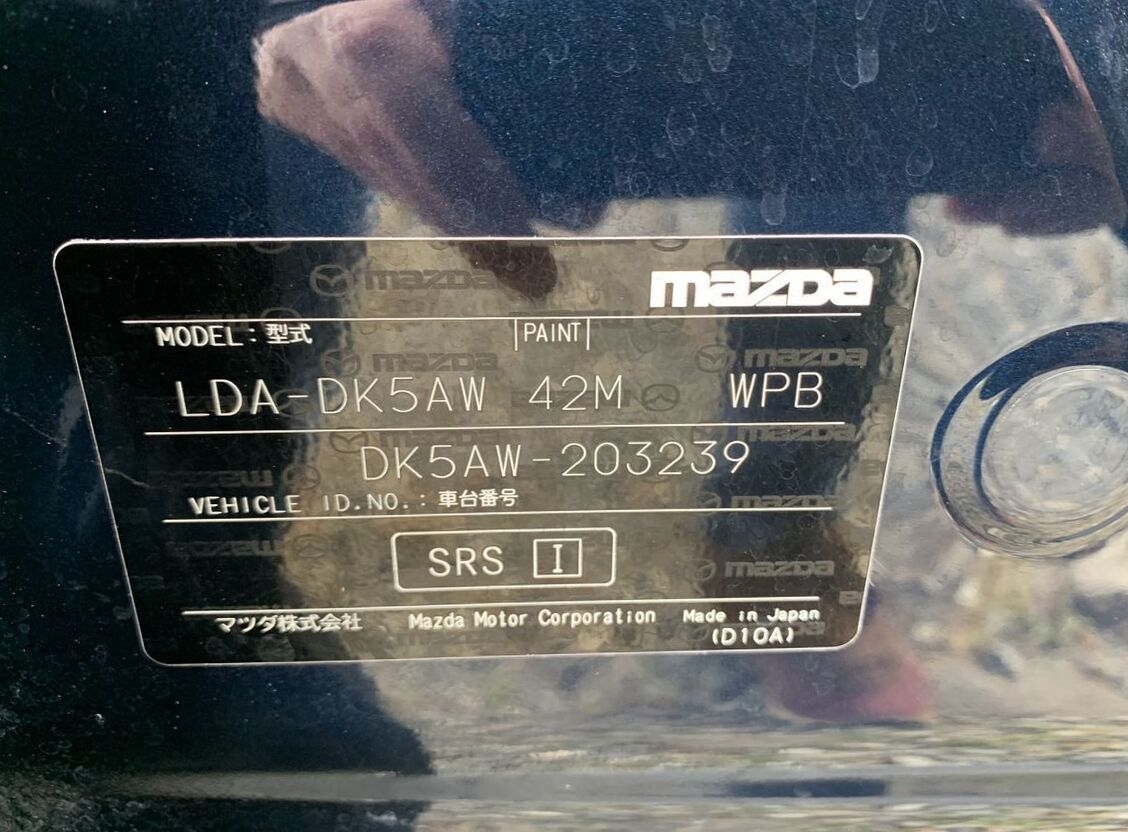 mazda
MODEL：型式 PAINT
LDA-DK5AW 42M WPB
DK5AW-203239
VEHICLE ID.NO.：車台番号
SRS I
マツダ株式会社 Mazda Motor Corporation Made in Japan
(D10A)